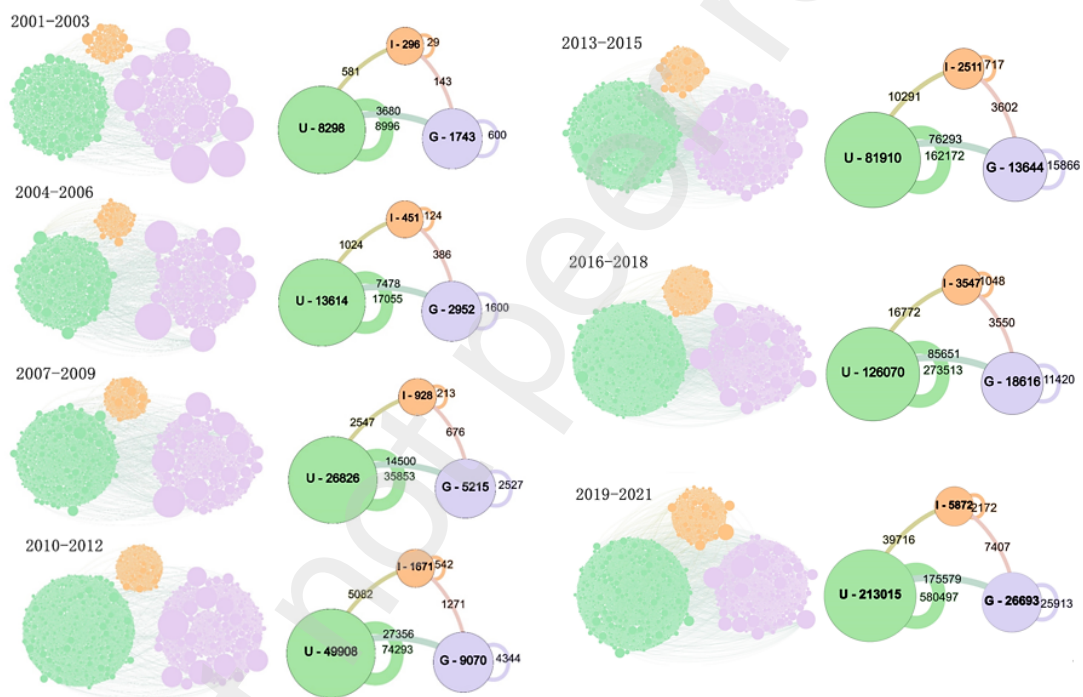 2001-2003
I - 296
29
581
143
3680
8996
U - 8298
G - 1743
600
2004-2006
I - 451
124
1024
386
7478
17055
U - 13614
G - 2952
1600
2007-2009
I - 928
213
2547
676
14500
35853
U - 26826
G - 5215
2527
2010-2012
I - 1671
542
5082
1271
27356
74293
U - 49908
G - 9070
4344
2013-2015
I - 2511
717
10291
3602
76293
162172
U - 81910
G - 13644
15866
2016-2018
I - 3547
1048
16772
3550
85651
273513
U - 126070
G - 18616
11420
2019-2021
I - 5872
2172
39716
7407
175579
580497
U - 213015
G - 26693
25913
not peer r